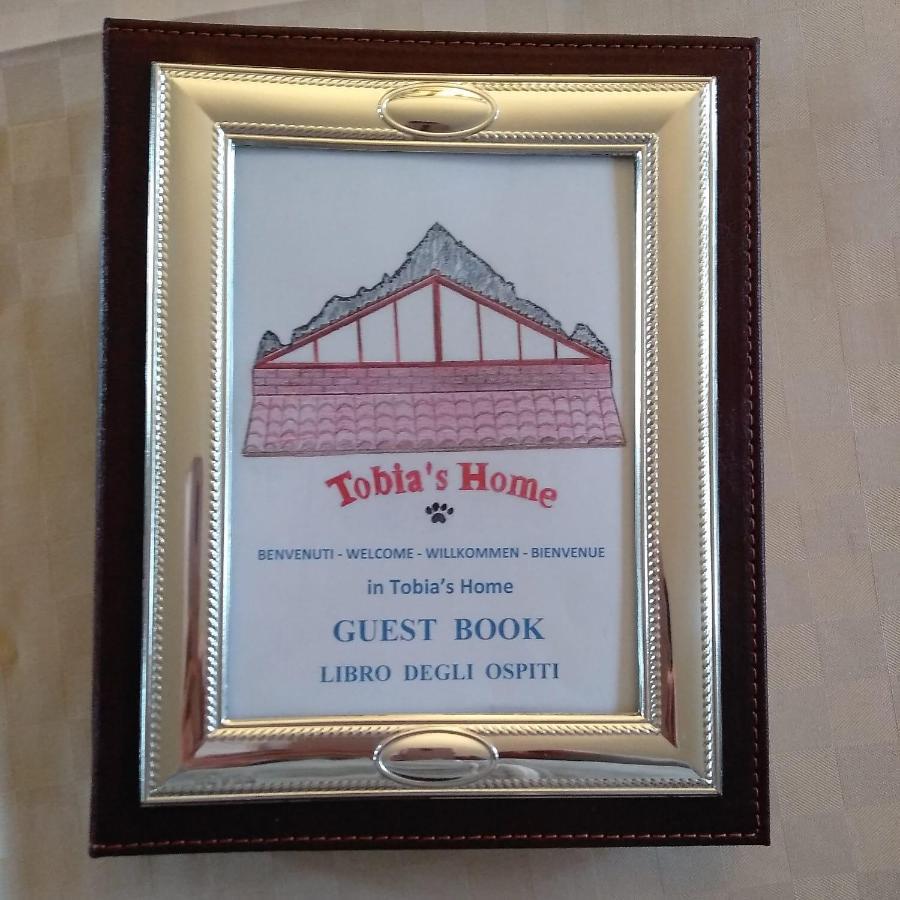 Tobia's Home
BENVENUTI - WELCOME - WILLKOMMEN - BIENVENUE
in Tobia's Home
GUEST BOOK
LIBRO DEGLI OSPITI